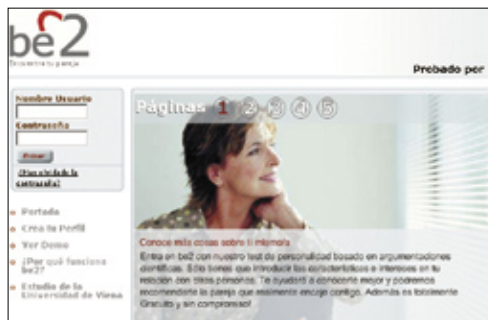 be2
Encuentra tu pareja
Probado por
Nombre Usuario
Contraseña
Entrar
¿Has olvidado la
contraseña?
Portada
Crea tu Perfil
Ver Demo
¿Por qué funciona
be2?
Estudio de la
Universidad de Viena
Páginas 1 2 3 4 5
Conoce más cosas sobre ti mismo/a
Entra en be2 con nuestro test de personalidad basado en argumentaciones
científicas. Sólo tienes que introducir las características e intereses en tu
relación con otras personas. Te ayudará a conocerte mejor y podremos
recomendarte la pareja que realmente encaje contigo. Además es totalmente
Gratuito y sin compromiso!